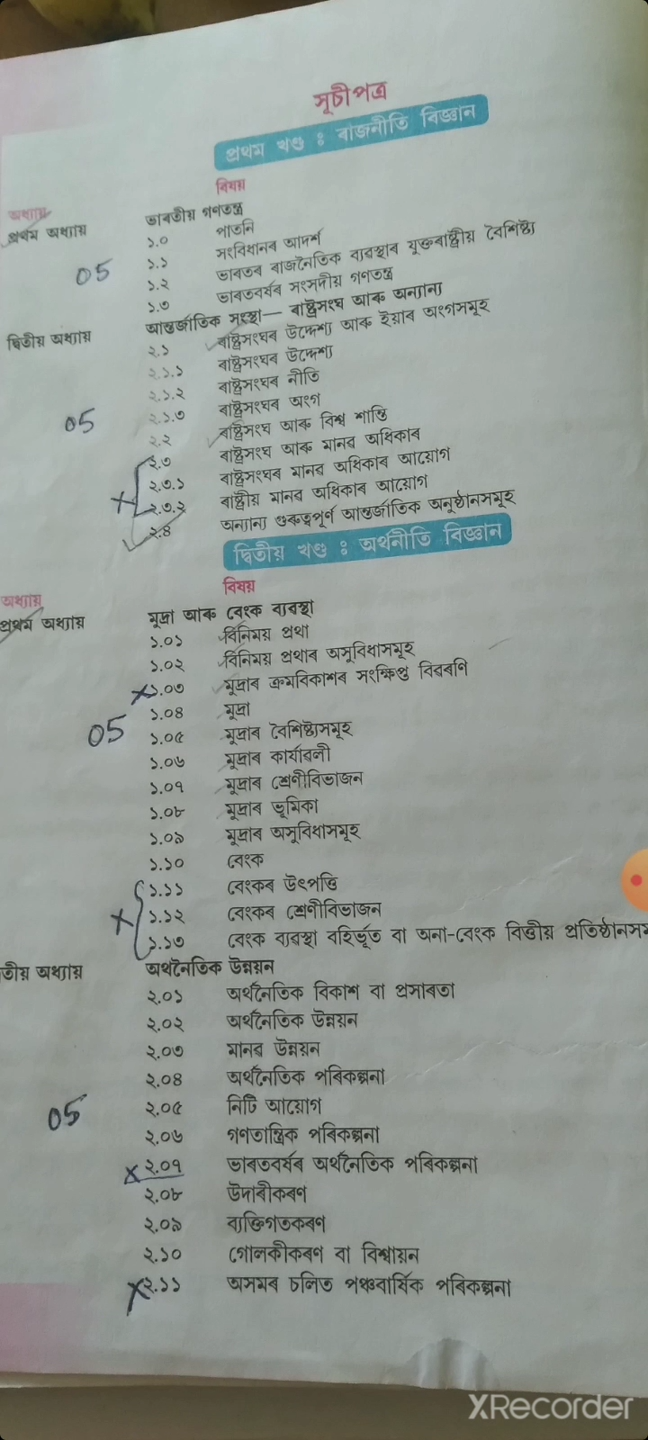 সূচীপত্ৰ
প্ৰথম খণ্ড : ৰাজনীতি বিজ্ঞান
অধ্যায় বিষয়
প্ৰথম অধ্যায় ভাৰতীয় গণতন্ত্ৰ
১.০ পাতনি
১.১ সংবিধানৰ আদৰ্শ
05 ১.২ ভাৰতৰ ৰাজনৈতিক ব্যৱস্থাৰ যুক্তৰাষ্ট্ৰীয় বৈশিষ্ট্য
১.৩ ভাৰতবৰ্ষৰ সংসদীয় গণতন্ত্ৰ
দ্বিতীয় অধ্যায় আন্তৰ্জাতিক সংস্থা— ৰাষ্ট্ৰসংঘ আৰু অন্যান্য
২.১ ৰাষ্ট্ৰসংঘৰ উদ্দেশ্য আৰু ইয়াৰ অংগসমূহ
২.১.১ ৰাষ্ট্ৰসংঘৰ উদ্দেশ্য
২.১.২ ৰাষ্ট্ৰসংঘৰ নীতি
05 ২.১.৩ ৰাষ্ট্ৰসংঘৰ অংগ
২.২ ৰাষ্ট্ৰসংঘ আৰু বিশ্ব শান্তি
২.৩ ৰাষ্ট্ৰসংঘ আৰু মানৱ অধিকাৰ
২.৩.১ ৰাষ্ট্ৰসংঘৰ মানৱ অধিকাৰ আয়োগ
২.৩.২ ৰাষ্ট্ৰীয় মানৱ অধিকাৰ আয়োগ
২.৪ অন্যান্য গুৰুত্বপূৰ্ণ আন্তৰ্জাতিক অনুষ্ঠানসমূহ
দ্বিতীয় খণ্ড : অৰ্থনীতি বিজ্ঞান
অধ্যায় বিষয়
প্ৰথম অধ্যায় মুদ্ৰা আৰু বেংক ব্যৱস্থা
১.০১ বিনিময় প্ৰথা
১.০২ বিনিময় প্ৰথাৰ অসুবিধাসমূহ
১.০৩ মুদ্ৰাৰ ক্ৰমবিকাশৰ সংক্ষিপ্ত বিৱৰণি
১.০৪ মুদ্ৰা
05 ১.০৫ মুদ্ৰাৰ বৈশিষ্ট্যসমূহ
১.০৬ মুদ্ৰাৰ কাৰ্যাৱলী
১.০৭ মুদ্ৰাৰ শ্ৰেণীবিভাজন
১.০৮ মুদ্ৰাৰ ভূমিকা
১.০৯ মুদ্ৰাৰ অসুবিধাসমূহ
১.১০ বেংক
১.১১ বেংকৰ উৎপত্তি
১.১২ বেংকৰ শ্ৰেণীবিভাজন
১.১৩ বেংক ব্যৱস্থা বহিৰ্ভূত বা অনা-বেংক বিত্তীয় প্ৰতিষ্ঠানসম
তীয় অধ্যায় অৰ্থনৈতিক উন্নয়ন
২.০১ অৰ্থনৈতিক বিকাশ বা প্ৰসাৰতা
২.০২ অৰ্থনৈতিক উন্নয়ন
২.০৩ মানৱ উন্নয়ন
২.০৪ অৰ্থনৈতিক পৰিকল্পনা
05 ২.০৫ নিটি আয়োগ
২.০৬ গণতান্ত্ৰিক পৰিকল্পনা
২.০৭ ভাৰতবৰ্ষৰ অৰ্থনৈতিক পৰিকল্পনা
২.০৮ উদাৰীকৰণ
২.০৯ ব্যক্তিগতকৰণ
২.১০ গোলকীকৰণ বা বিশ্বায়ন
২.১১ অসমৰ চলিত পঞ্চবাৰ্ষিক পৰিকল্পনা
XRecorder